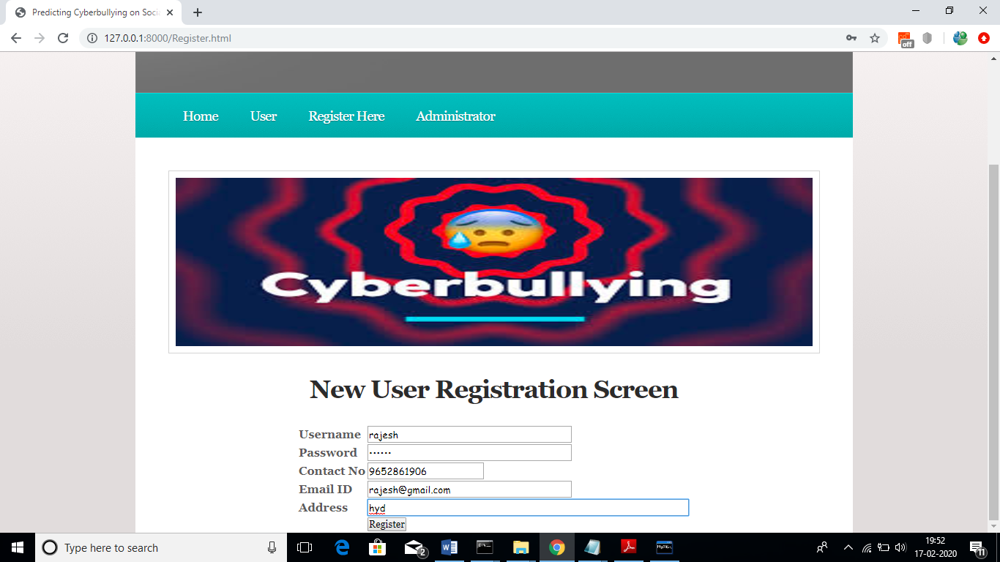 Predicting Cyberbullying on Soci
127.0.0.1:8000/Register.html
off
Home User Register Here Administrator
Cyberbullying
New User Registration Screen
Username rajesh
Password ······
Contact No 9652861906
Email ID rajesh@gmail.com
Address hyd
Register
Type here to search
2
W
C:\.
MySQL
19:52
17-02-2020
11